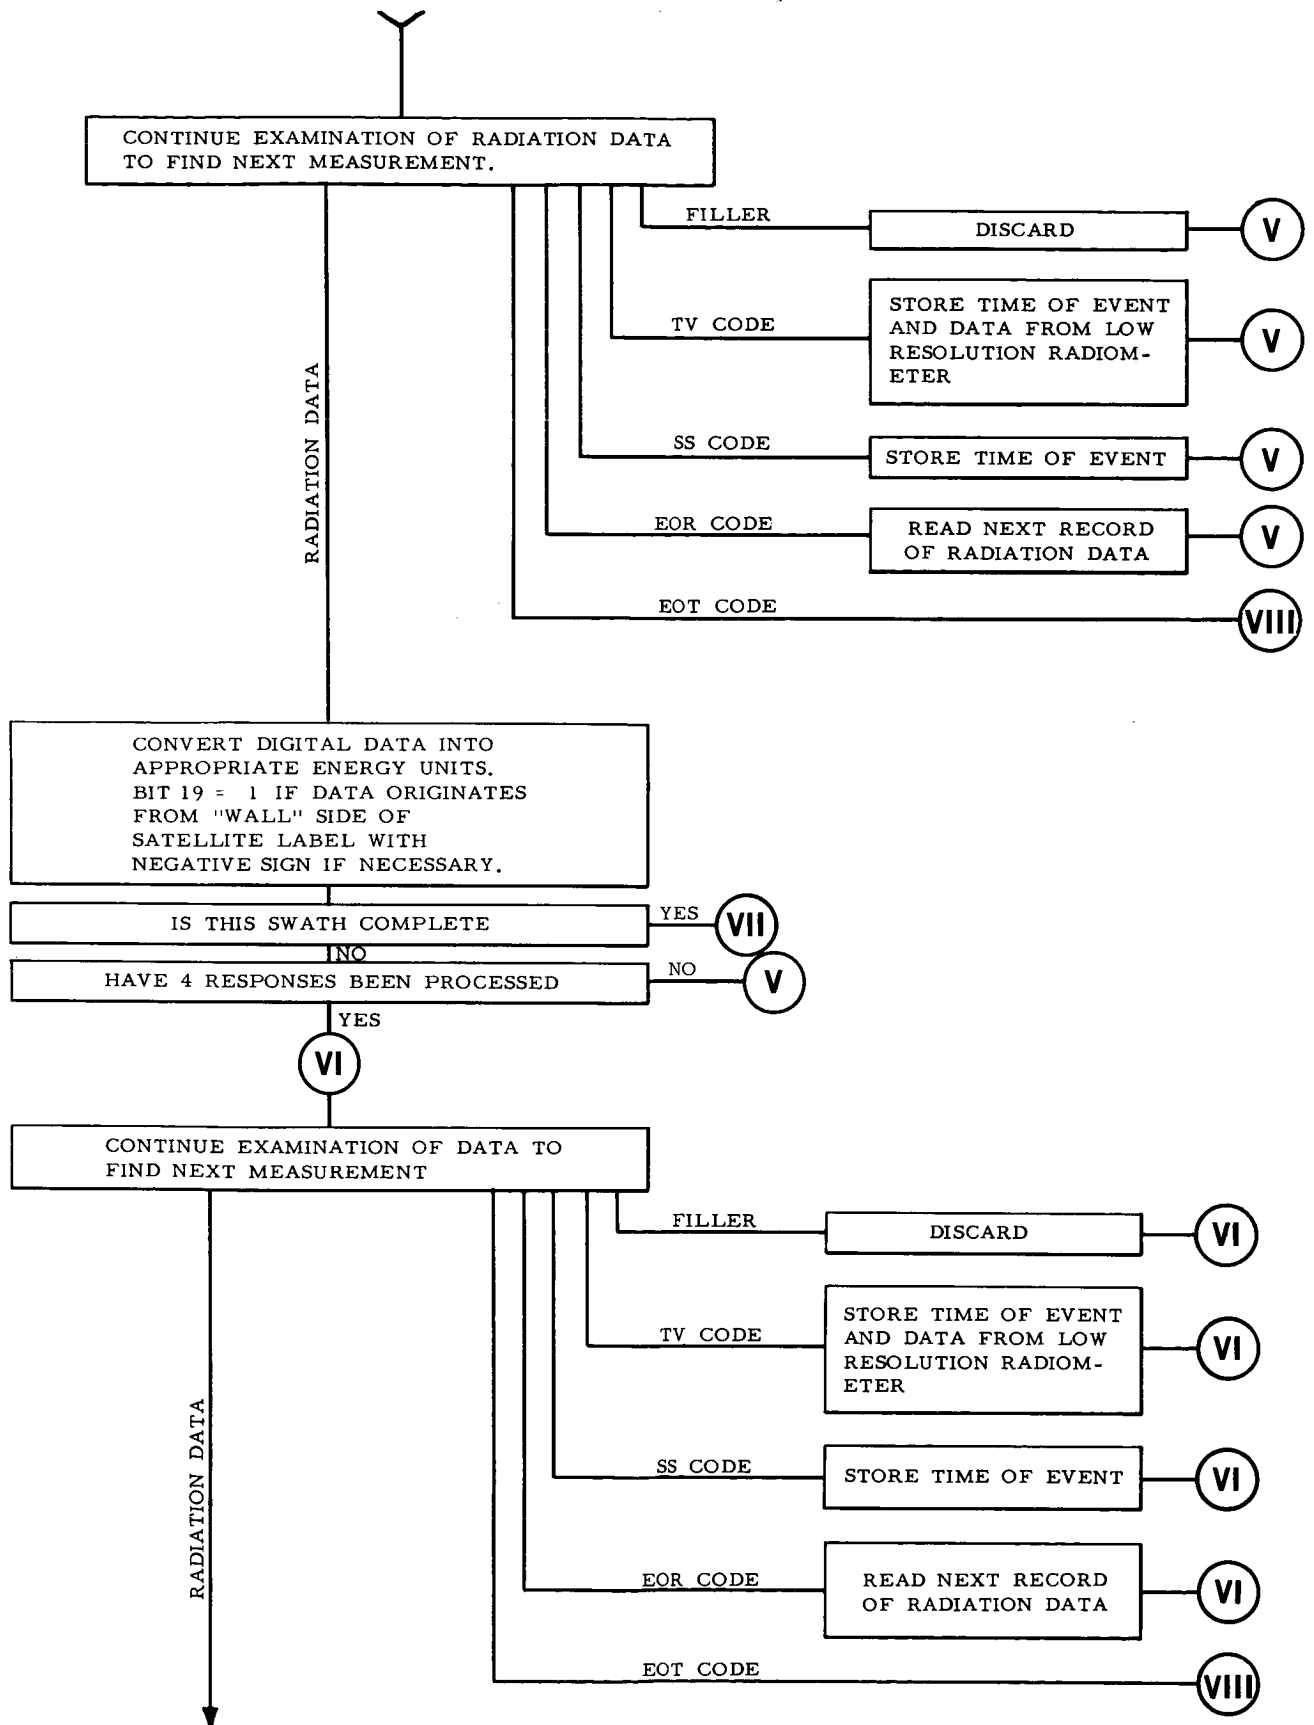 CONTINUE EXAMINATION OF RADIATION DATA
TO FIND NEXT MEASUREMENT.
FILLER
DISCARD
V
TV CODE
STORE TIME OF EVENT
AND DATA FROM LOW
RESOLUTION RADIOM-
ETER
V
RADIATION DATA
SS CODE
STORE TIME OF EVENT
V
EOR CODE
READ NEXT RECORD
OF RADIATION DATA
V
EOT CODE
VIII
CONVERT DIGITAL DATA INTO
APPROPRIATE ENERGY UNITS.
BIT 19 = 1 IF DATA ORIGINATES
FROM "WALL" SIDE OF
SATELLITE LABEL WITH
NEGATIVE SIGN IF NECESSARY.
IS THIS SWATH COMPLETE
YES
VII
NO
HAVE 4 RESPONSES BEEN PROCESSED
NO
V
YES
VI
CONTINUE EXAMINATION OF DATA TO
FIND NEXT MEASUREMENT
FILLER
DISCARD
VI
TV CODE
STORE TIME OF EVENT
AND DATA FROM LOW
RESOLUTION RADIOM-
ETER
VI
RADIATION DATA
SS CODE
STORE TIME OF EVENT
VI
EOR CODE
READ NEXT RECORD
OF RADIATION DATA
VI
EOT CODE
VIII